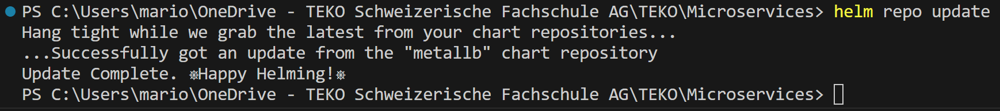 PS C:\Users\mario\OneDrive - TEKO Schweizerische Fachschule AG\TEKO\Microservices> helm repo update
Hang tight while we grab the latest from your chart repositories...
...Successfully got an update from the "metallb" chart repository
Update Complete. ⎈Happy Helming!⎈
PS C:\Users\mario\OneDrive - TEKO Schweizerische Fachschule AG\TEKO\Microservices>